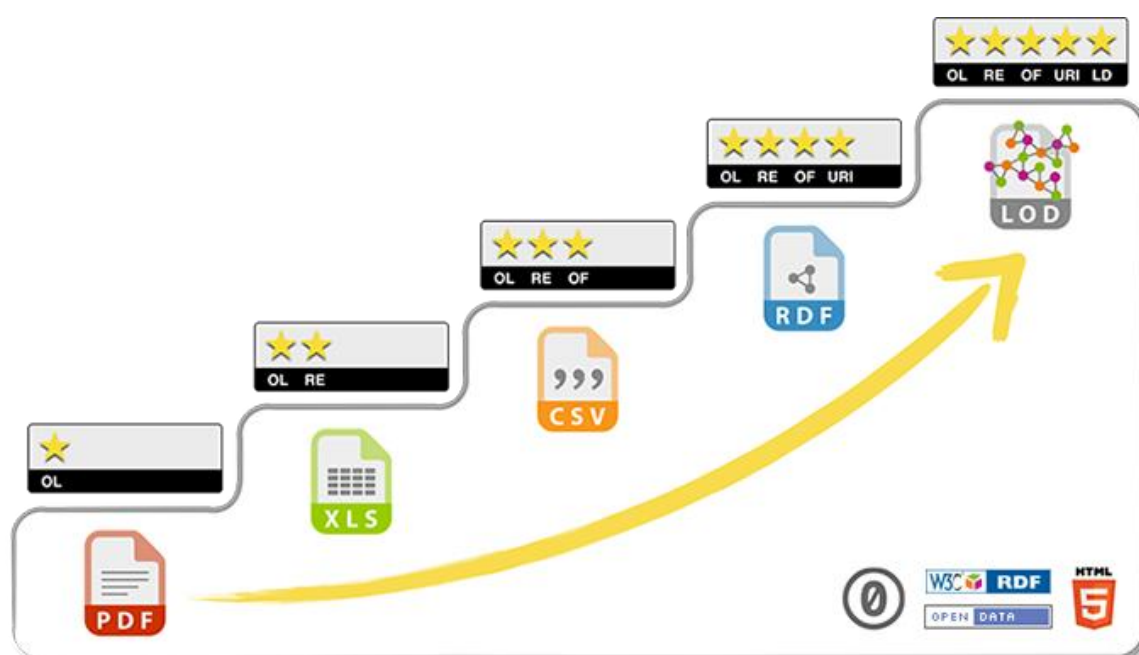 OL RE OF URI LD
LOD
OL RE OF URI
RDF
OL RE OF
CSV
OL RE
XLS
OL
PDF
0
W3C RDF
OPEN DATA
HTML
5